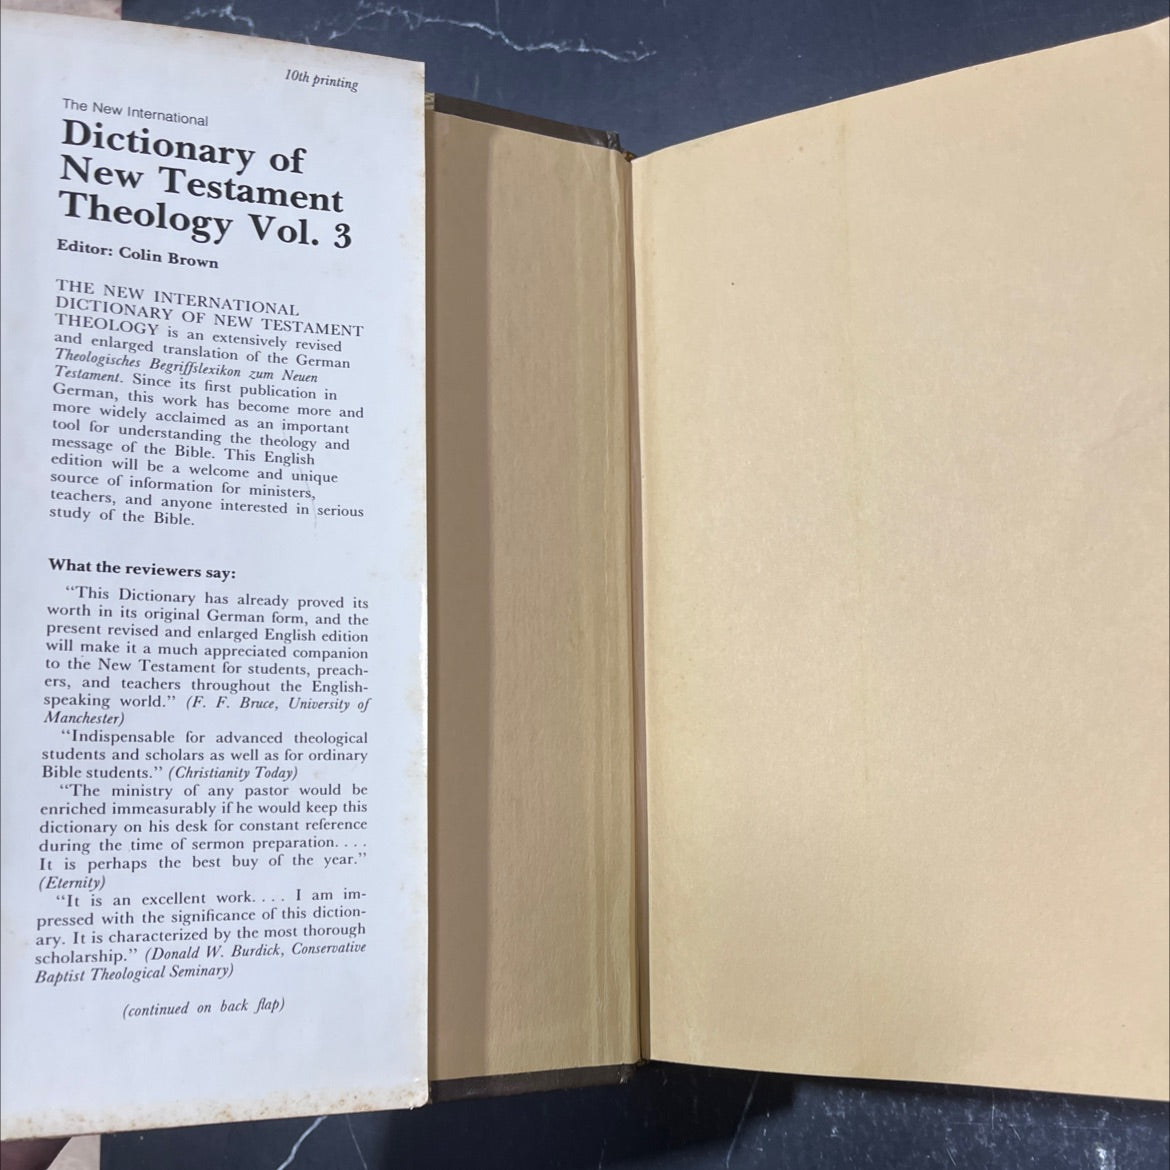 10th printing
The New International
Dictionary of
New Testament
Theology Vol. 3
Editor: Colin Brown
THE NEW INTERNATIONAL
DICTIONARY OF NEW TESTAMENT
THEOLOGY is an extensively revised
and enlarged translation of the German
Theologisches Begriffslexikon zum Neuen
Testament. Since its first publication in
German, this work has become more and
more widely acclaimed as an important
tool for understanding the theology and
message of the Bible. This English
edition will be a welcome and unique
source of information for ministers,
teachers, and anyone interested in serious
study of the Bible.
What the reviewers say:
“This Dictionary has already proved its
worth in its original German form, and the
present revised and enlarged English edition
will make it a much appreciated companion
to the New Testament for students, preach-
ers, and teachers throughout the English-
speaking world.” (F. F. Bruce, University of
Manchester)
“Indispensable for advanced theological
students and scholars as well as for ordinary
Bible students.” (Christianity Today)
“The ministry of any pastor would be
enriched immeasurably if he would keep this
dictionary on his desk for constant reference
during the time of sermon preparation. . . .
It is perhaps the best buy of the year.”
(Eternity)
“It is an excellent work. . . . I am im-
pressed with the significance of this diction-
ary. It is characterized by the most thorough
scholarship.” (Donald W. Burdick, Conservative
Baptist Theological Seminary)
(continued on back flap)